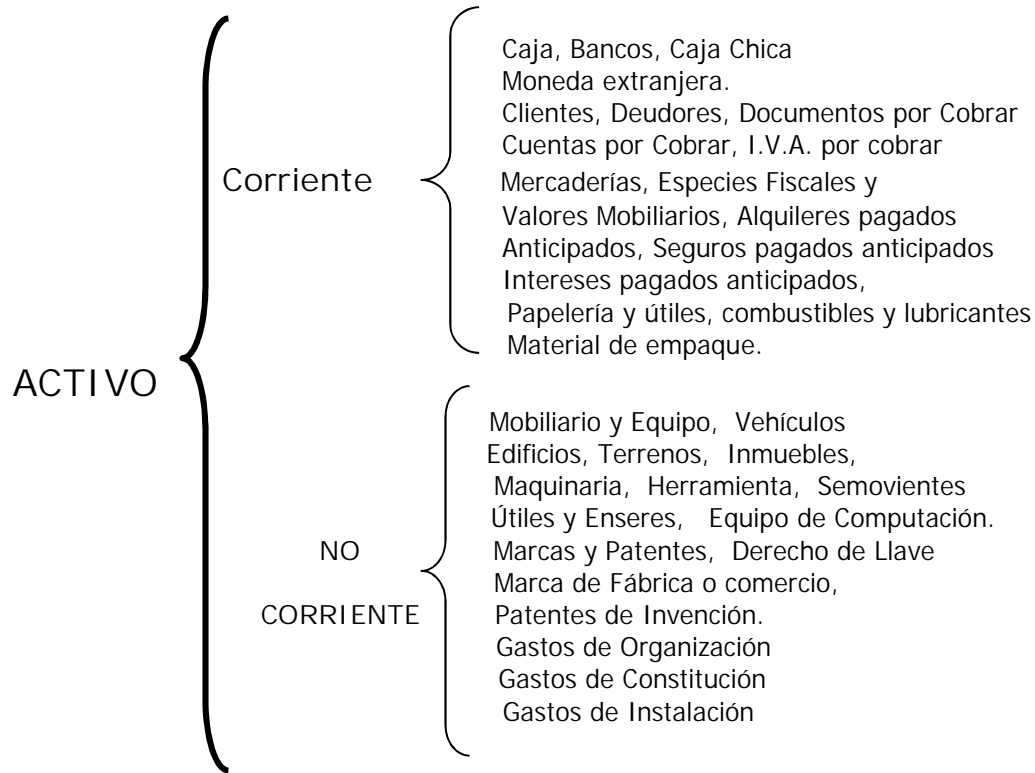 ACTIVO
Corriente
Caja, Bancos, Caja Chica
Moneda extranjera.
Clientes, Deudores, Documentos por Cobrar
Cuentas por Cobrar, I.V.A. por cobrar
Mercaderías, Especies Fiscales y
Valores Mobiliarios, Alquileres pagados
Anticipados, Seguros pagados anticipados
Intereses pagados anticipados,
Papelería y útiles, combustibles y lubricantes
Material de empaque.
NO
CORRIENTE
Mobiliario y Equipo, Vehículos
Edificios, Terrenos, Inmuebles,
Maquinaria, Herramienta, Semovientes
Útiles y Enseres, Equipo de Computación.
Marcas y Patentes, Derecho de Llave
Marca de Fábrica o comercio,
Patentes de Invención.
Gastos de Organización
Gastos de Constitución
Gastos de Instalación